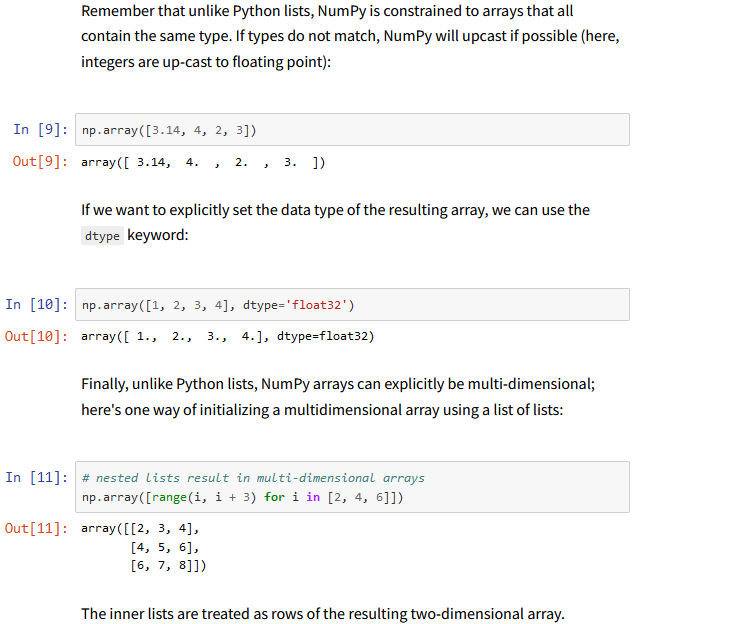 Remember that unlike Python lists, NumPy is constrained to arrays that all
contain the same type. If types do not match, NumPy will upcast if possible (here,
integers are up-cast to floating point):
In [9]: np.array([3.14, 4, 2, 3])
Out[9]: array([ 3.14,  4.  ,  2.  ,  3.  ])
If we want to explicitly set the data type of the resulting array, we can use the
dtype keyword:
In [10]: np.array([1, 2, 3, 4], dtype='float32')
Out[10]: array([ 1.,  2.,  3.,  4.], dtype=float32)
Finally, unlike Python lists, NumPy arrays can explicitly be multi-dimensional;
here's one way of initializing a multidimensional array using a list of lists:
In [11]: # nested lists result in multi-dimensional arrays
np.array([range(i, i + 3) for i in [2, 4, 6]])
Out[11]: array([[2, 3, 4],
[4, 5, 6],
[6, 7, 8]])
The inner lists are treated as rows of the resulting two-dimensional array.